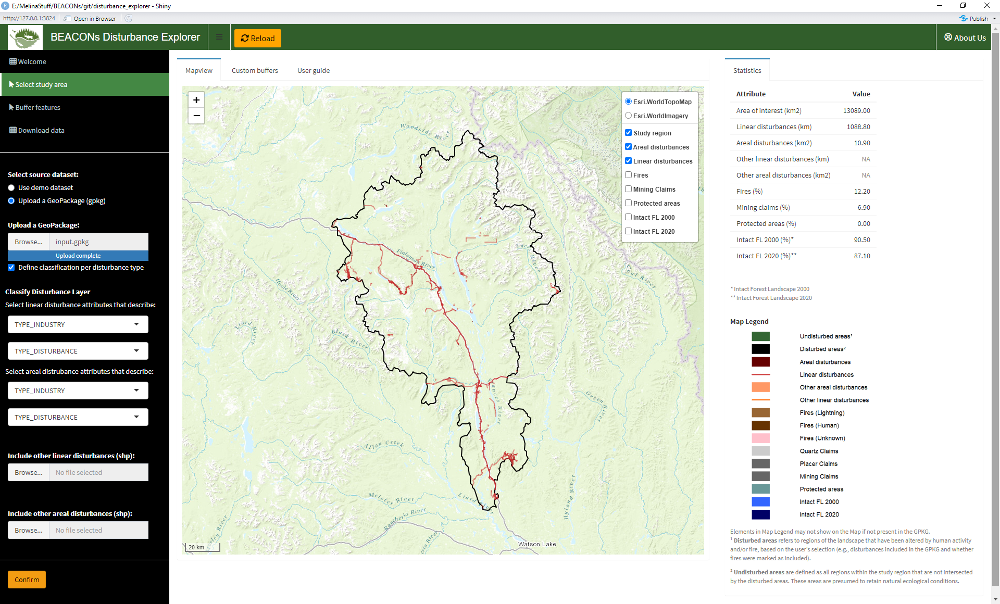 E:/MelinaStuff/BEACONs/git/disturbance_explorer - Shiny
http://127.0.0.1:3824
Open in Browser
Publish
BEACONs Disturbance Explorer
Reload
About Us
Welcome
Select study area
Buffer features
Download data
Select source dataset:
Use demo dataset
Upload a GeoPackage (gpkg)
Upload a GeoPackage:
Browse... input.gpkg
Upload complete
Define classification per disturbance type
Classify Disturbance Layer
Select linear disturbance attributes that describe:
TYPE_INDUSTRY
TYPE_DISTURBANCE
Select areal distrubance attributes that describe:
TYPE_INDUSTRY
TYPE_DISTURBANCE
Include other linear disturbances (shp):
Browse... No file selected
Include other areal disturbances (shp):
Browse... No file selected
Confirm
Mapview
Custom buffers
User guide
+
−
Esri.WorldTopoMap
Esri.WorldImagery
Study region
Areal disturbances
Linear disturbances
Fires
Mining Claims
Protected areas
Intact FL 2000
Intact FL 2020
Woodside River
Finlayson River
Tyers River
Coal River
Hoole River
Liard River
Black River
Frances River
Green River
Allan Creek
Meister River
Liard River
Hyland River
Rancheria River
Morley River
eria River
Watson Lake
20 km
Statistics
Attribute Value
Area of interest (km2) 13089.00
Linear disturbances (km) 1088.80
Areal disturbances (km2) 10.90
Other linear disturbances (km) NA
Other areal disturbances (km2) NA
Fires (%) 12.20
Mining claims (%) 6.90
Protected areas (%) 0.00
Intact FL 2000 (%)* 90.50
Intact FL 2020 (%)** 87.10
* Intact Forest Landscape 2000
** Intact Forest Landscape 2020
Map Legend
Undisturbed areas¹
Disturbed areas²
Areal disturbances
Linear disturbances
Other areal disturbances
Other linear disturbances
Fires (Lightning)
Fires (Human)
Fires (Unknown)
Quartz Claims
Placer Claims
Mining Claims
Protected areas
Intact FL 2000
Intact FL 2020
Elements in Map Legend may not show on the Map if not present in the GPKG.
¹ Disturbed areas refers to regions of the landscape that have been altered by human activity
and/or fire, based on the user's selection (e.g., disturbances included in the GPKG and whether
fires were marked as included).
² Undisturbed areas are defined as all regions within the study region that are not intersected
by the disturbed areas. These areas are presumed to retain natural ecological conditions.